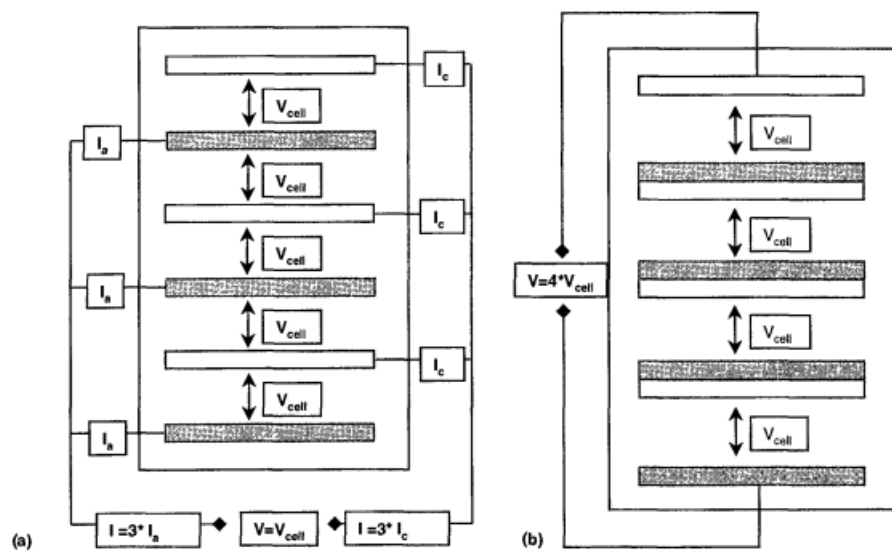 I_c
V_cell
I_a
V_cell
I_c
V_cell
I_a
V_cell
I_c
V_cell
I_a
(a)
I =3* I_a
V=V_cell
I =3* I_c
V_cell
V_cell
V=4*V_cell
V_cell
V_cell
(b)